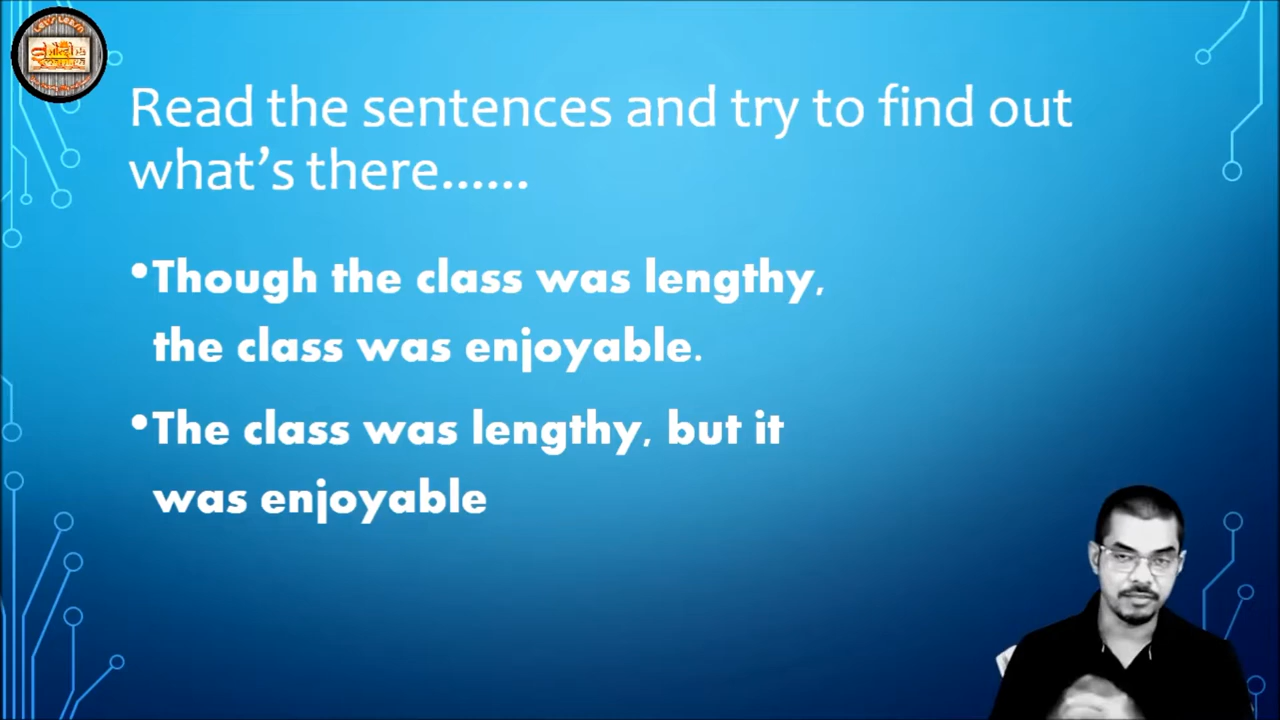 Read the sentences and try to find out
what's there......
•Though the class was lengthy,
the class was enjoyable.
•The class was lengthy, but it
was enjoyable